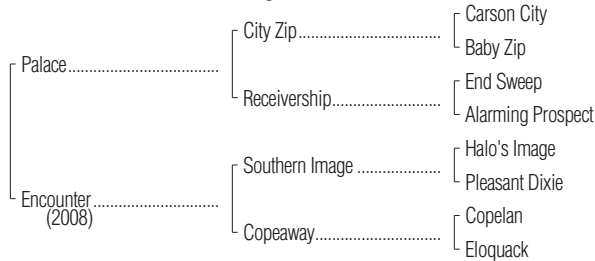 Carson City
City Zip
Baby Zip
Palace
End Sweep
Receivership
Alarming Prospect
Halo's Image
Southern Image
Pleasant Dixie
Encounter
(2008)
Copelan
Copeaway
Eloquack